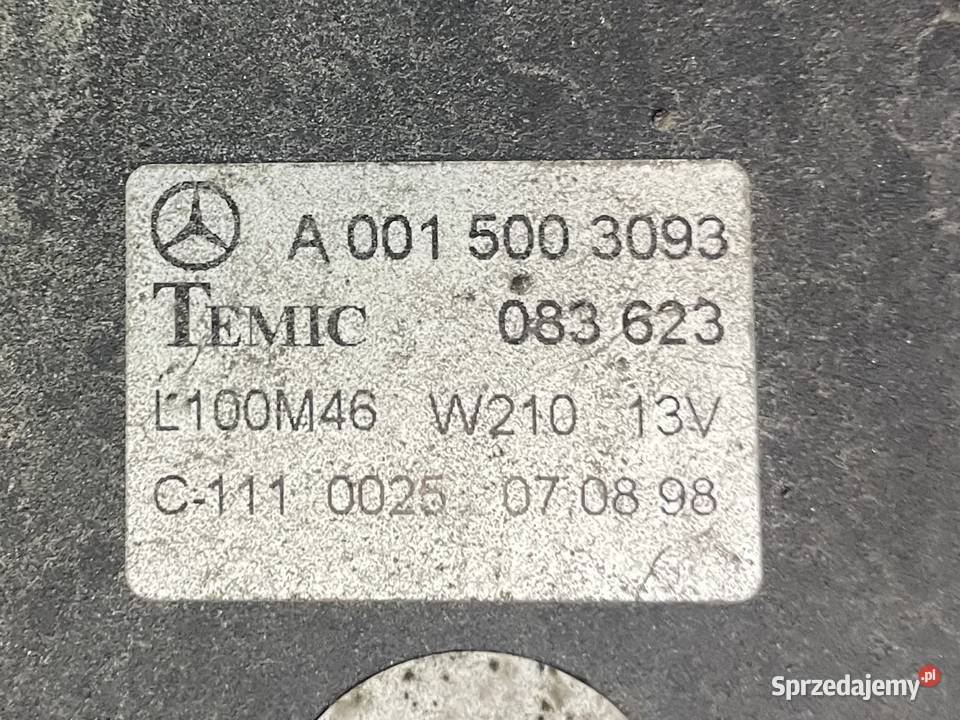 A 001 500 3093
TEMIC 083 623
L100M46 W210 13V
C-111 0025 07 08 98
Sprzedajemy.pl